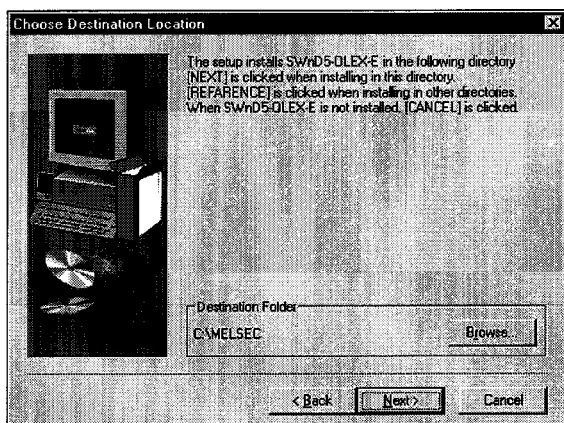 Choose Destination Location
The setup installs SWnD5-OLEX-E in the following directory
[NEXT] is clicked when installing in this directory.
[REFARENCE] is clicked when installing in other directories.
When SWnD5-OLEX-E is not installed, [CANCEL] is clicked.
Destination Folder
C:\MELSEC
Browse...
< Back
Next >
Cancel